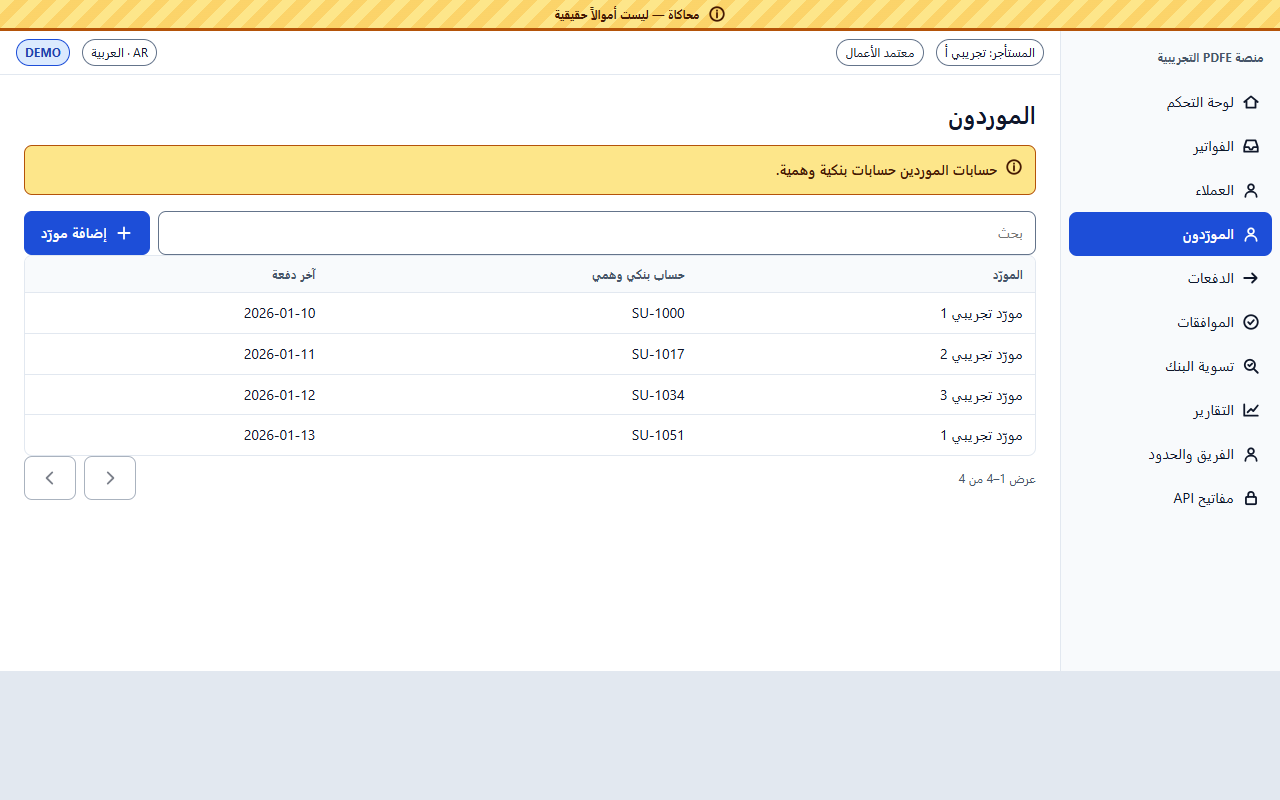 محاكاة — ليست أموالاً حقيقية
منصة PDFE التجريبية
لوحة التحكم
الفواتير
العملاء
المورّدون
الدفعات
الموافقات
تسوية البنك
التقارير
الفريق والحدود
مفاتيح API
المستأجر: تجريبي أ
معتمد الأعمال
AR · العربية
DEMO
الموردون
حسابات الموردين حسابات بنكية وهمية.
بحث
إضافة مورّد
المورّد حساب بنكي وهمي آخر دفعة
مورّد تجريبي 1 SU-1000 2026-01-10
مورّد تجريبي 2 SU-1017 2026-01-11
مورّد تجريبي 3 SU-1034 2026-01-12
مورّد تجريبي 1 SU-1051 2026-01-13
عرض 1–4 من 4